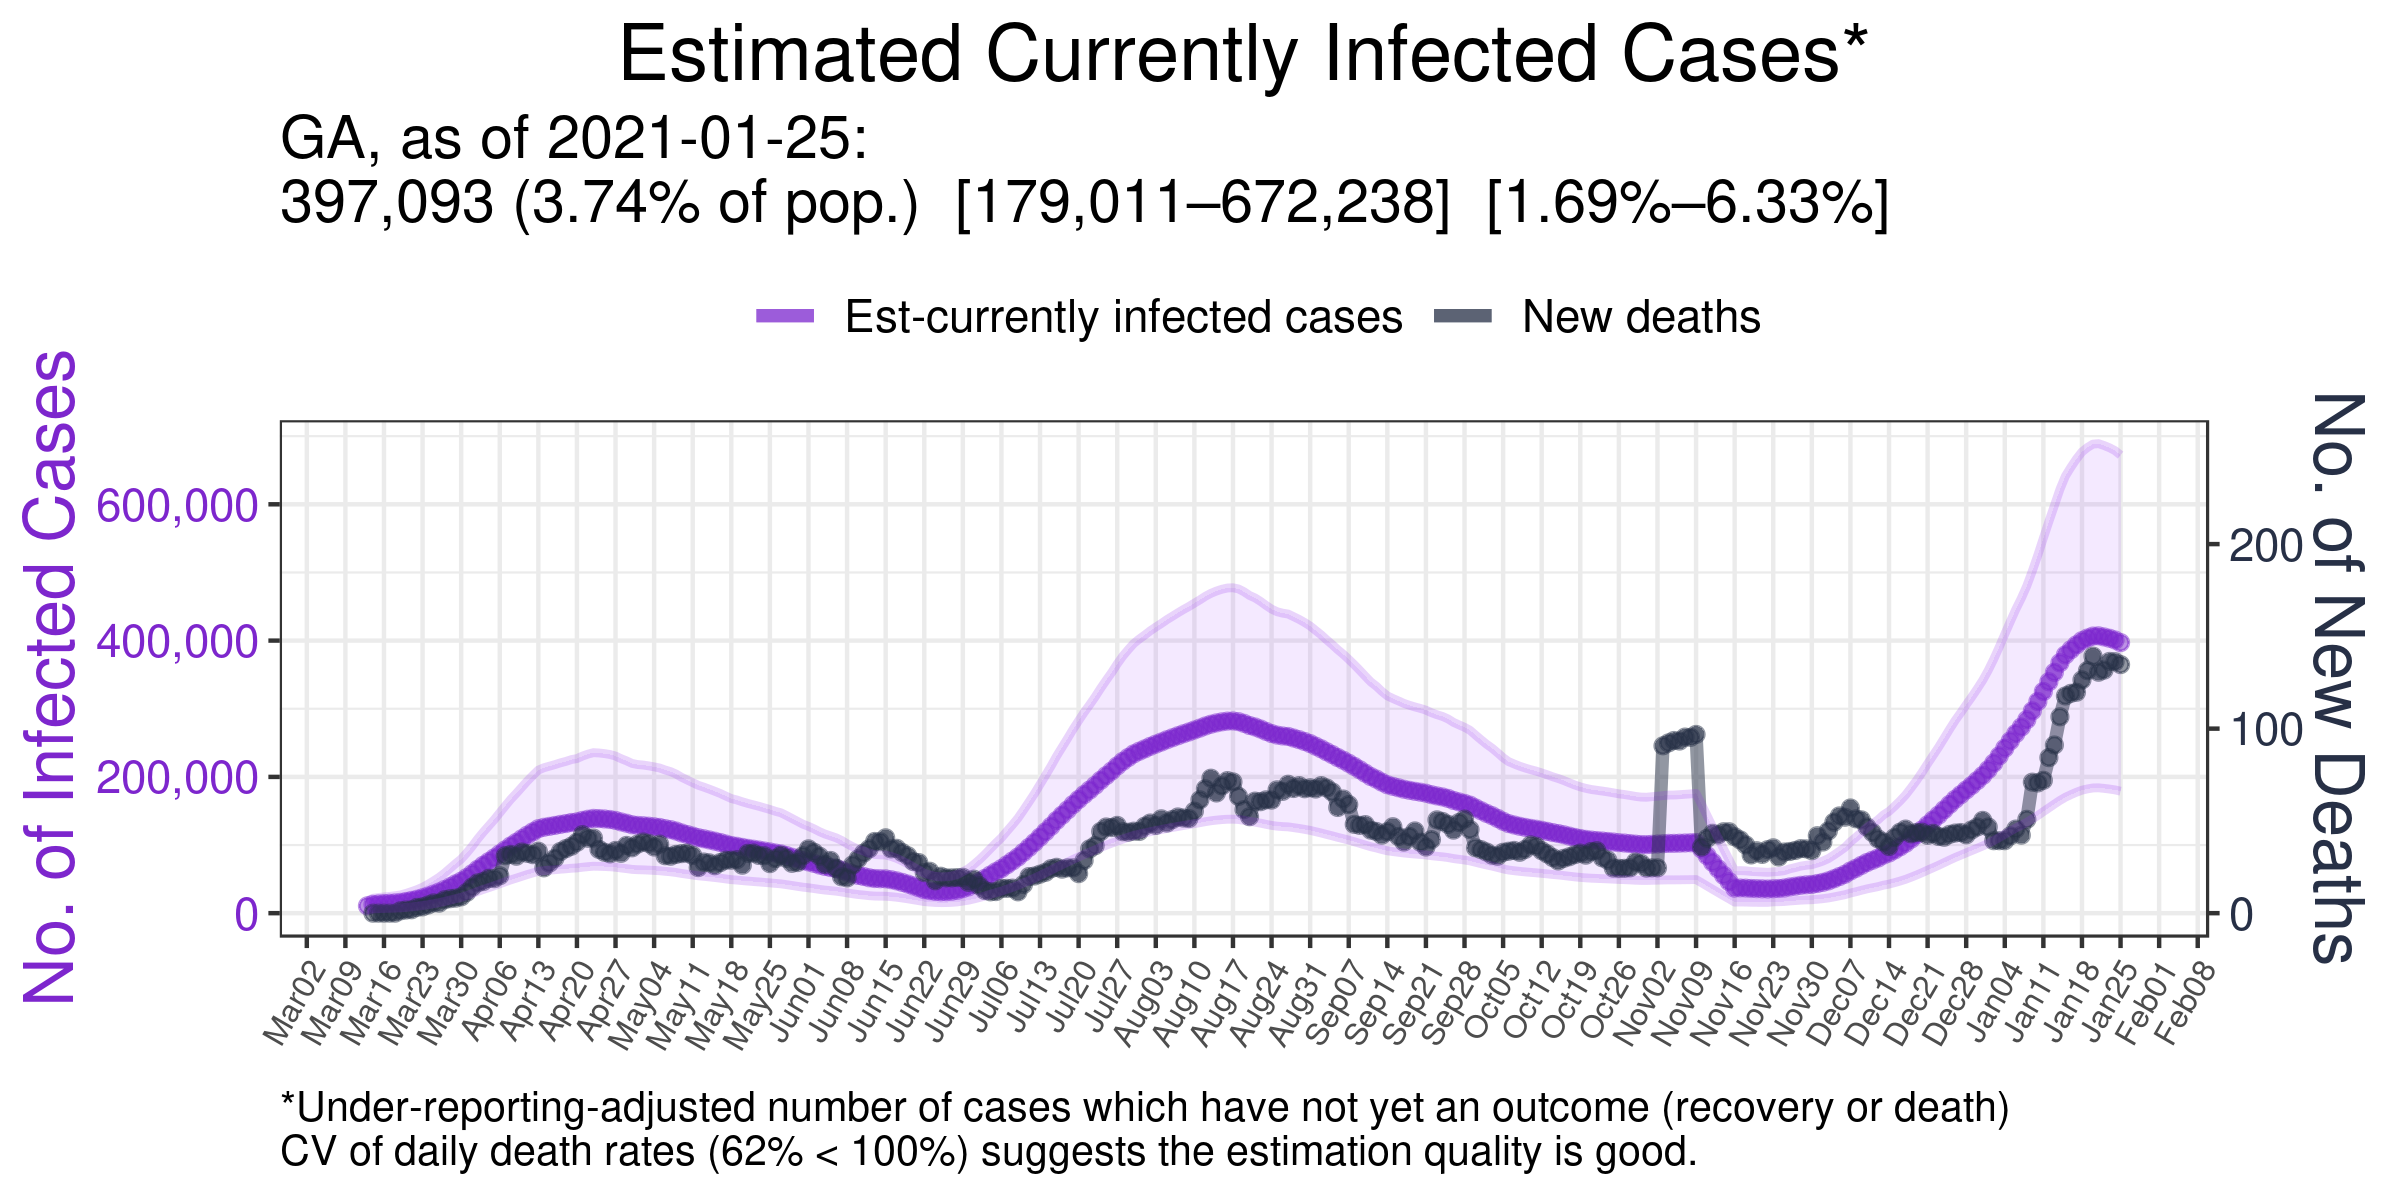 Estimated Currently Infected Cases*
GA, as of 2021-01-25:
397,093 (3.74% of pop.) [179,011–672,238] [1.69%–6.33%]
Est-currently infected cases
New deaths
No. of Infected Cases
600,000
400,000
200,000
0
200
100
0
No. of New Deaths
Mar02
Mar09
Mar16
Mar23
Mar30
Apr06
Apr13
Apr20
Apr27
May04
May11
May18
May25
Jun01
Jun08
Jun15
Jun22
Jun29
Jul06
Jul13
Jul20
Jul27
Aug03
Aug10
Aug17
Aug24
Aug31
Sep07
Sep14
Sep21
Sep28
Oct05
Oct12
Oct19
Oct26
Nov02
Nov09
Nov16
Nov23
Nov30
Dec07
Dec14
Dec21
Dec28
Jan04
Jan11
Jan18
Jan25
Feb01
Feb08
*Under-reporting-adjusted number of cases which have not yet an outcome (recovery or death)
CV of daily death rates (62% < 100%) suggests the estimation quality is good.